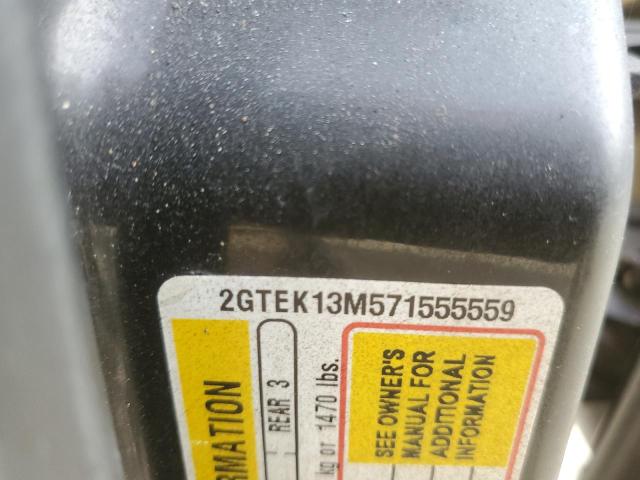 2GTEK13M571555559
RMATION
REAR 3
kg or 1470 lbs.
SEE OWNER'S
MANUAL FOR
ADDITIONAL
INFORMATION